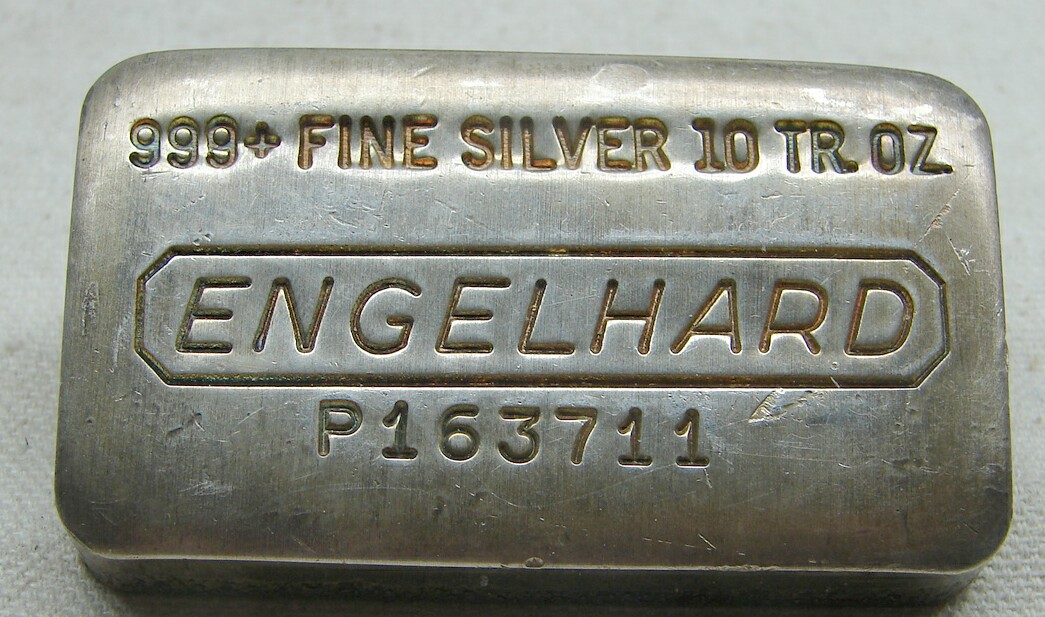 999+ FINE SILVER 10 TR. OZ.
ENGELHARD
P163711